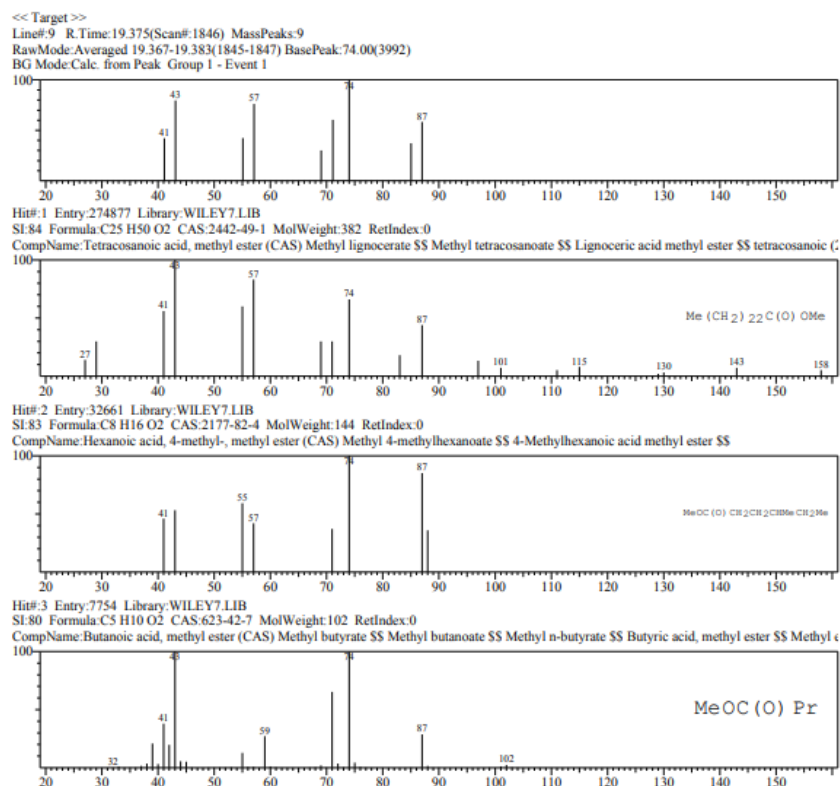 << Target >>
Line#:9 R.Time:19.375(Scan#:1846) MassPeaks:9
RawMode:Averaged 19.367-19.383(1845-1847) BasePeak:74.00(3992)
BG Mode:Calc. from Peak Group 1 - Event 1
100
74
43
57
87
41
20 30 40 50 60 70 80 90 100 110 120 130 140 150
Hit#:1 Entry:274877 Library:WILEY7.LIB
SI:84 Formula:C25 H50 O2 CAS:2442-49-1 MolWeight:382 RetIndex:0
CompName:Tetracosanoic acid, methyl ester (CAS) Methyl lignocerate $$ Methyl tetracosanoate $$ Lignoceric acid methyl ester $$ tetracosanoic (2
100
43
57
74
41
87
Me (CH2) 22C (O) OMe
27
101
115
130
143
158
20 30 40 50 60 70 80 90 100 110 120 130 140 150
Hit#:2 Entry:32661 Library:WILEY7.LIB
SI:83 Formula:C8 H16 O2 CAS:2177-82-4 MolWeight:144 RetIndex:0
CompName:Hexanoic acid, 4-methyl-, methyl ester (CAS) Methyl 4-methylhexanoate $$ 4-Methylhexanoic acid methyl ester $$
100
74
87
55
41
57
MeOC (O) CH2CH2CHMeCH2Me
20 30 40 50 60 70 80 90 100 110 120 130 140 150
Hit#:3 Entry:7754 Library:WILEY7.LIB
SI:80 Formula:C5 H10 O2 CAS:623-42-7 MolWeight:102 RetIndex:0
CompName:Butanoic acid, methyl ester (CAS) Methyl butyrate $$ Methyl butanoate $$ Methyl n-butyrate $$ Butyric acid, methyl ester $$ Methyl
100
43
74
41
59
87
MeOC (O) Pr
32
102
20 30 40 50 60 70 80 90 100 110 120 130 140 150